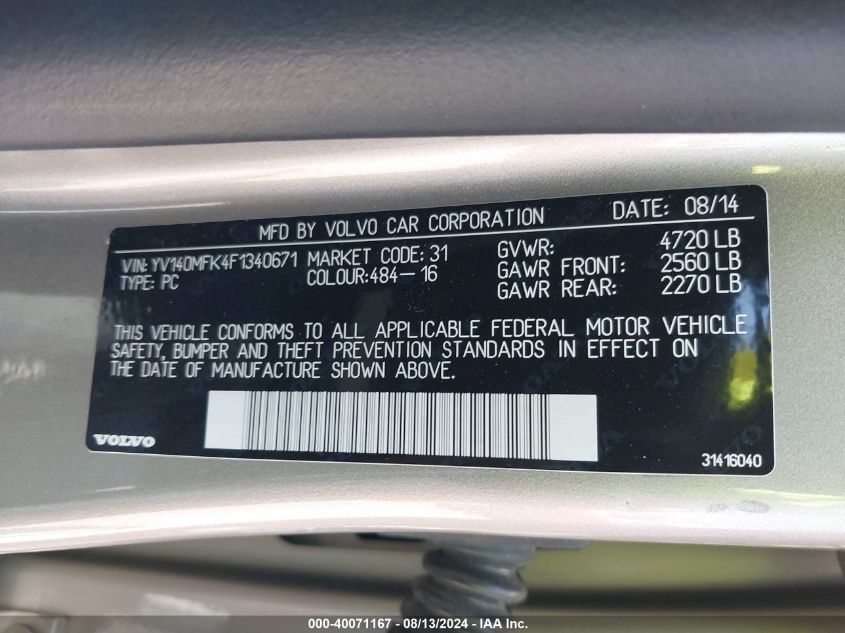 MFD BY VOLVO CAR CORPORATION DATE: 08/14
VIN: YV140MFK4F1340671 MARKET CODE: 31 GVWR: 4720 LB
TYPE: PC COLOUR: 484-16 GAWR FRONT: 2560 LB
GAWR REAR: 2270 LB
THIS VEHICLE CONFORMS TO ALL APPLICABLE FEDERAL MOTOR VEHICLE
SAFETY, BUMPER AND THEFT PREVENTION STANDARDS IN EFFECT ON
THE DATE OF MANUFACTURE SHOWN ABOVE.
VOLVO 31416040
000-40071167 - 08/13/2024 - IAA Inc.